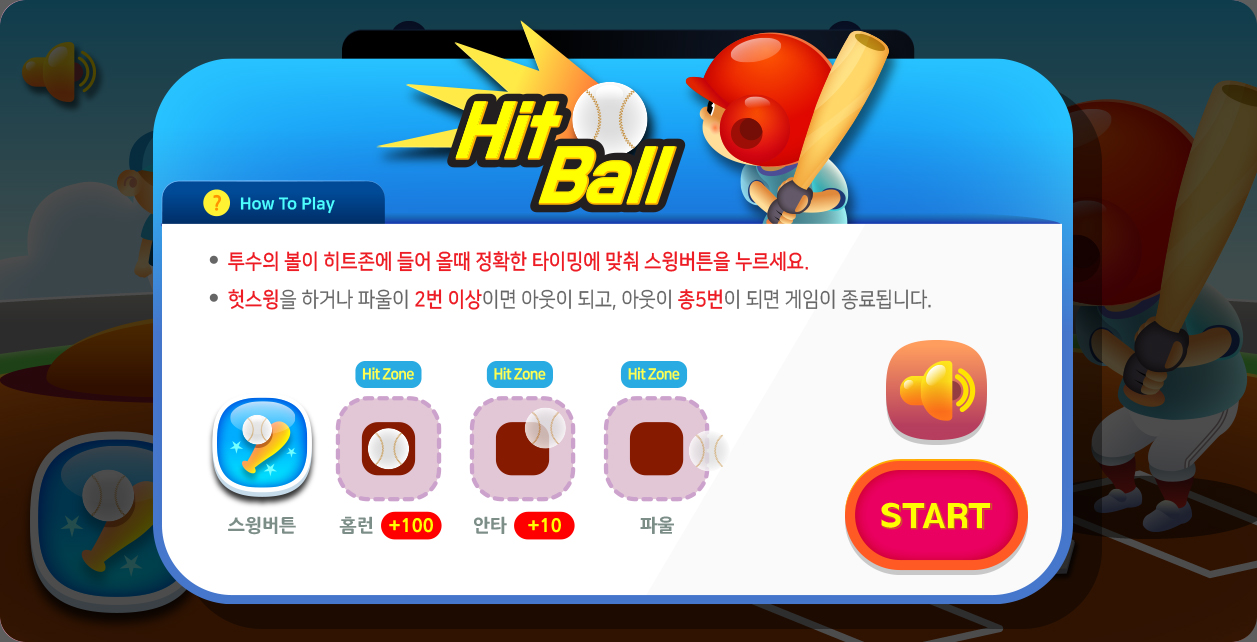 Hit
Ball
? How To Play
• 투수의 볼이 히트존에 들어 올때 정확한 타이밍에 맞춰 스윙버튼을 누르세요.
• 헛스윙을 하거나 파울이 2번 이상이면 아웃이 되고, 아웃이 총5번이 되면 게임이 종료됩니다.
Hit Zone Hit Zone Hit Zone
스윙버튼 홈런 +100 안타 +10 파울
START